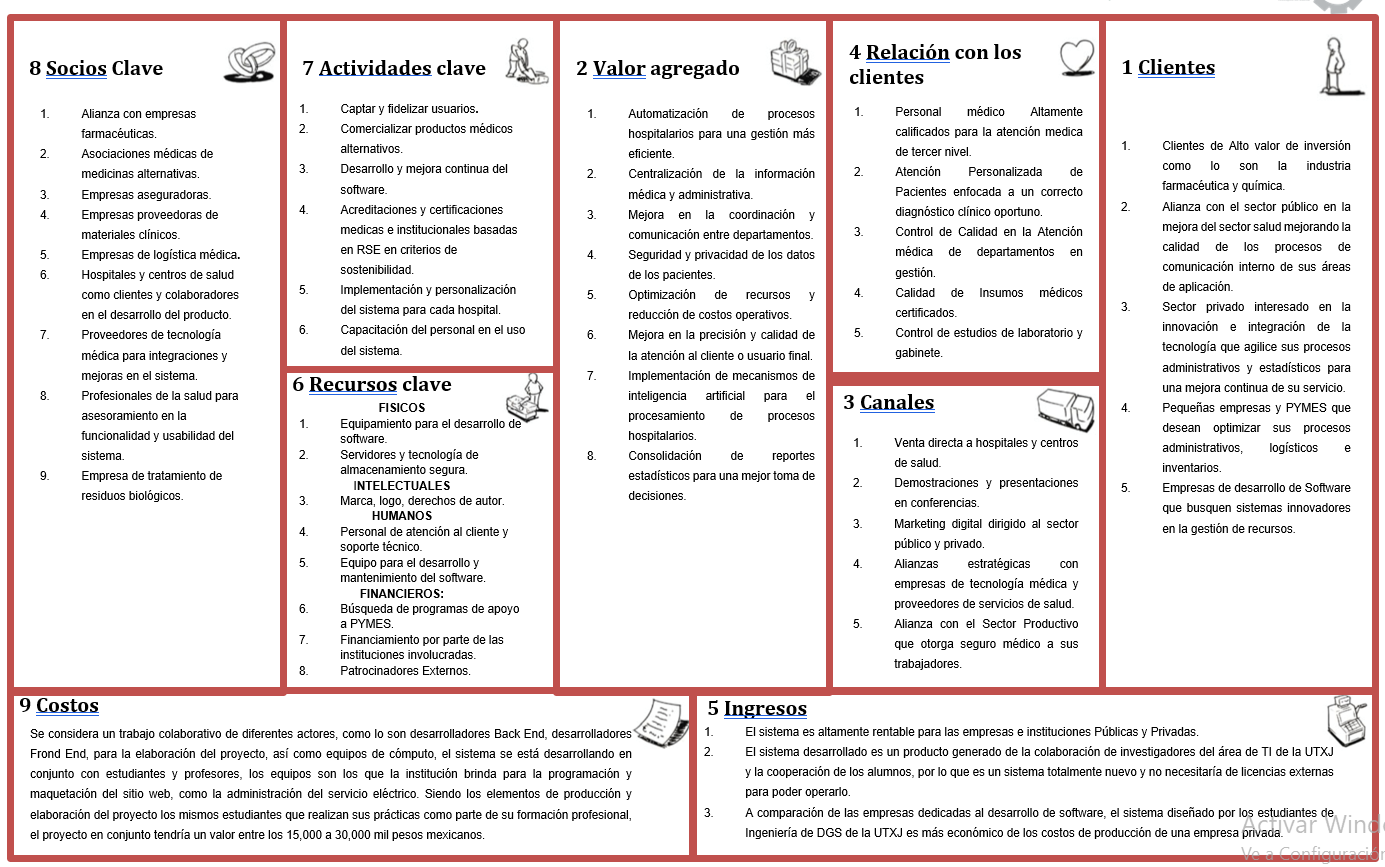 8 Socios Clave
1. Alianza con empresas
farmacéuticas.
2. Asociaciones médicas de
medicinas alternativas.
3. Empresas aseguradoras.
4. Empresas proveedoras de
materiales clínicos.
5. Empresas de logística médica.
6. Hospitales y centros de salud
como clientes y colaboradores
en el desarrollo del producto.
7. Proveedores de tecnología
médica para integraciones y
mejoras en el sistema.
8. Profesionales de la salud para
asesoramiento en la
funcionalidad y usabilidad del
sistema.
9. Empresa de tratamiento de
residuos biológicos.
7 Actividades clave
1. Captar y fidelizar usuarios.
2. Comercializar productos médicos
alternativos.
3. Desarrollo y mejora continua del
software.
4. Acreditaciones y certificaciones
medicas e institucionales basadas
en RSE en criterios de
sostenibilidad.
5. Implementación y personalización
del sistema para cada hospital.
6. Capacitación del personal en el uso
del sistema.
6 Recursos clave
FISICOS
1. Equipamiento para el desarrollo de
software.
2. Servidores y tecnología de
almacenamiento segura.
INTELECTUALES
3. Marca, logo, derechos de autor.
HUMANOS
4. Personal de atención al cliente y
soporte técnico.
5. Equipo para el desarrollo y
mantenimiento del software.
FINANCIEROS:
6. Búsqueda de programas de apoyo
a PYMES.
7. Financiamiento por parte de las
instituciones involucradas.
8. Patrocinadores Externos.
2 Valor agregado
1. Automatización de procesos
hospitalarios para una gestión más
eficiente.
2. Centralización de la información
médica y administrativa.
3. Mejora en la coordinación y
comunicación entre departamentos.
4. Seguridad y privacidad de los datos
de los pacientes.
5. Optimización de recursos y
reducción de costos operativos.
6. Mejora en la precisión y calidad de
la atención al cliente o usuario final.
7. Implementación de mecanismos de
inteligencia artificial para el
procesamiento de procesos
hospitalarios.
8. Consolidación de reportes
estadísticos para una mejor toma de
decisiones.
4 Relación con los
clientes
1. Personal médico Altamente
calificados para la atención medica
de tercer nivel.
2. Atención Personalizada de
Pacientes enfocada a un correcto
diagnóstico clínico oportuno.
3. Control de Calidad en la Atención
médica de departamentos en
gestión.
4. Calidad de Insumos médicos
certificados.
5. Control de estudios de laboratorio y
gabinete.
3 Canales
1. Venta directa a hospitales y centros
de salud.
2. Demostraciones y presentaciones
en conferencias.
3. Marketing digital dirigido al sector
público y privado.
4. Alianzas estratégicas con
empresas de tecnología médica y
proveedores de servicios de salud.
5. Alianza con el Sector Productivo
que otorga seguro médico a sus
trabajadores.
1 Clientes
1. Clientes de Alto valor de inversión
como lo son la industria
farmacéutica y química.
2. Alianza con el sector público en la
mejora del sector salud mejorando la
calidad de los procesos de
comunicación interno de sus áreas
de aplicación.
3. Sector privado interesado en la
innovación e integración de la
tecnología que agilice sus procesos
administrativos y estadísticos para
una mejora continua de su servicio.
4. Pequeñas empresas y PYMES que
desean optimizar sus procesos
administrativos, logísticos e
inventarios.
5. Empresas de desarrollo de Software
que busquen sistemas innovadores
en la gestión de recursos.
9 Costos
Se considera un trabajo colaborativo de diferentes actores, como lo son desarrolladores Back End, desarrolladores
Frond End, para la elaboración del proyecto, así como equipos de cómputo, el sistema se está desarrollando en
conjunto con estudiantes y profesores, los equipos son los que la institución brinda para la programación y
maquetación del sitio web, como la administración del servicio eléctrico. Siendo los elementos de producción y
elaboración del proyecto los mismos estudiantes que realizan sus prácticas como parte de su formación profesional,
el proyecto en conjunto tendría un valor entre los 15,000 a 30,000 mil pesos mexicanos.
5 Ingresos
1. El sistema es altamente rentable para las empresas e instituciones Públicas y Privadas.
2. El sistema desarrollado es un producto generado de la colaboración de investigadores del área de TI de la UTXJ
y la cooperación de los alumnos, por lo que es un sistema totalmente nuevo y no necesitaría de licencias externas
para poder operarlo.
3. A comparación de las empresas dedicadas al desarrollo de software, el sistema diseñado por los estudiantes de
Ingeniería de DGS de la UTXJ es más económico de los costos de producción de una empresa privada.
Activar Wind
Ve a Configuración